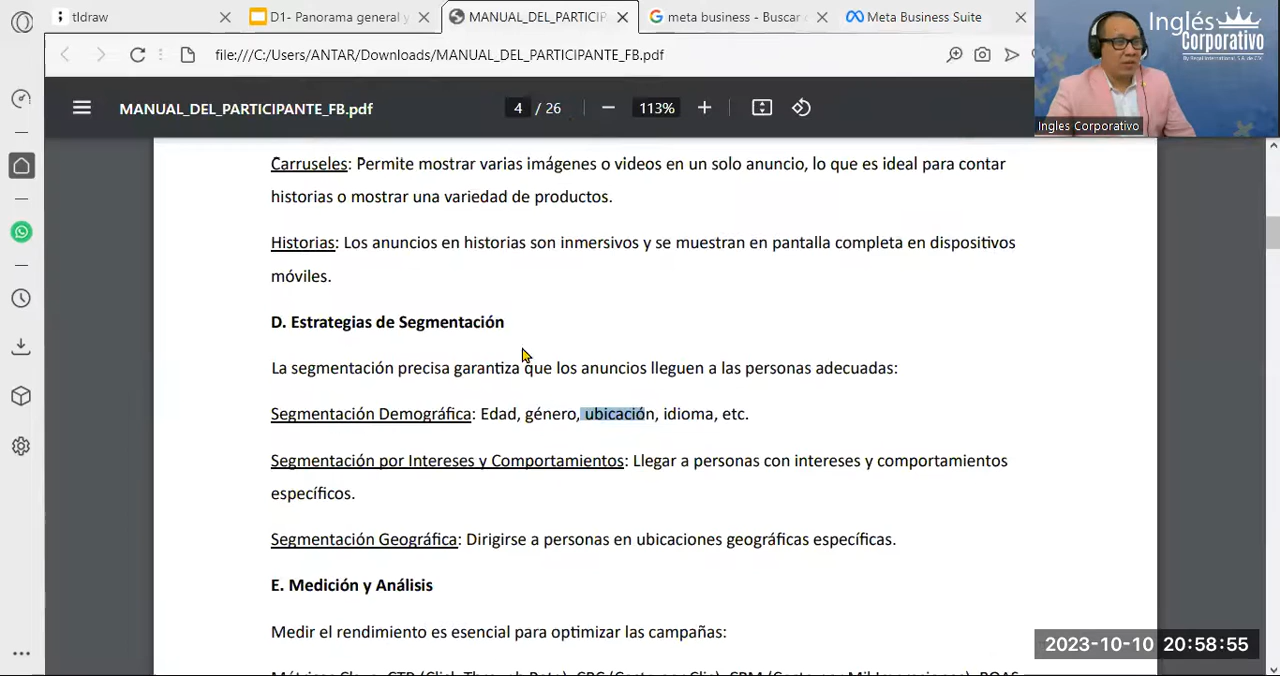 tldraw
D1- Panorama general y
MANUAL_DEL_PARTICIP
meta business - Buscar
Meta Business Suite
file:///C:/Users/ANTAR/Downloads/MANUAL_DEL_PARTICIPANTE_FB.pdf
MANUAL_DEL_PARTICIPANTE_FB.pdf
4 / 26
113%
Inglés
Corporativo
Ingles Corporativo
Carruseles: Permite mostrar varias imágenes o videos en un solo anuncio, lo que es ideal para contar
historias o mostrar una variedad de productos.
Historias: Los anuncios en historias son inmersivos y se muestran en pantalla completa en dispositivos
móviles.
D. Estrategias de Segmentación
La segmentación precisa garantiza que los anuncios lleguen a las personas adecuadas:
Segmentación Demográfica: Edad, género, ubicación, idioma, etc.
Segmentación por Intereses y Comportamientos: Llegar a personas con intereses y comportamientos
específicos.
Segmentación Geográfica: Dirigirse a personas en ubicaciones geográficas específicas.
E. Medición y Análisis
Medir el rendimiento es esencial para optimizar las campañas:
2023-10-10 20:58:55